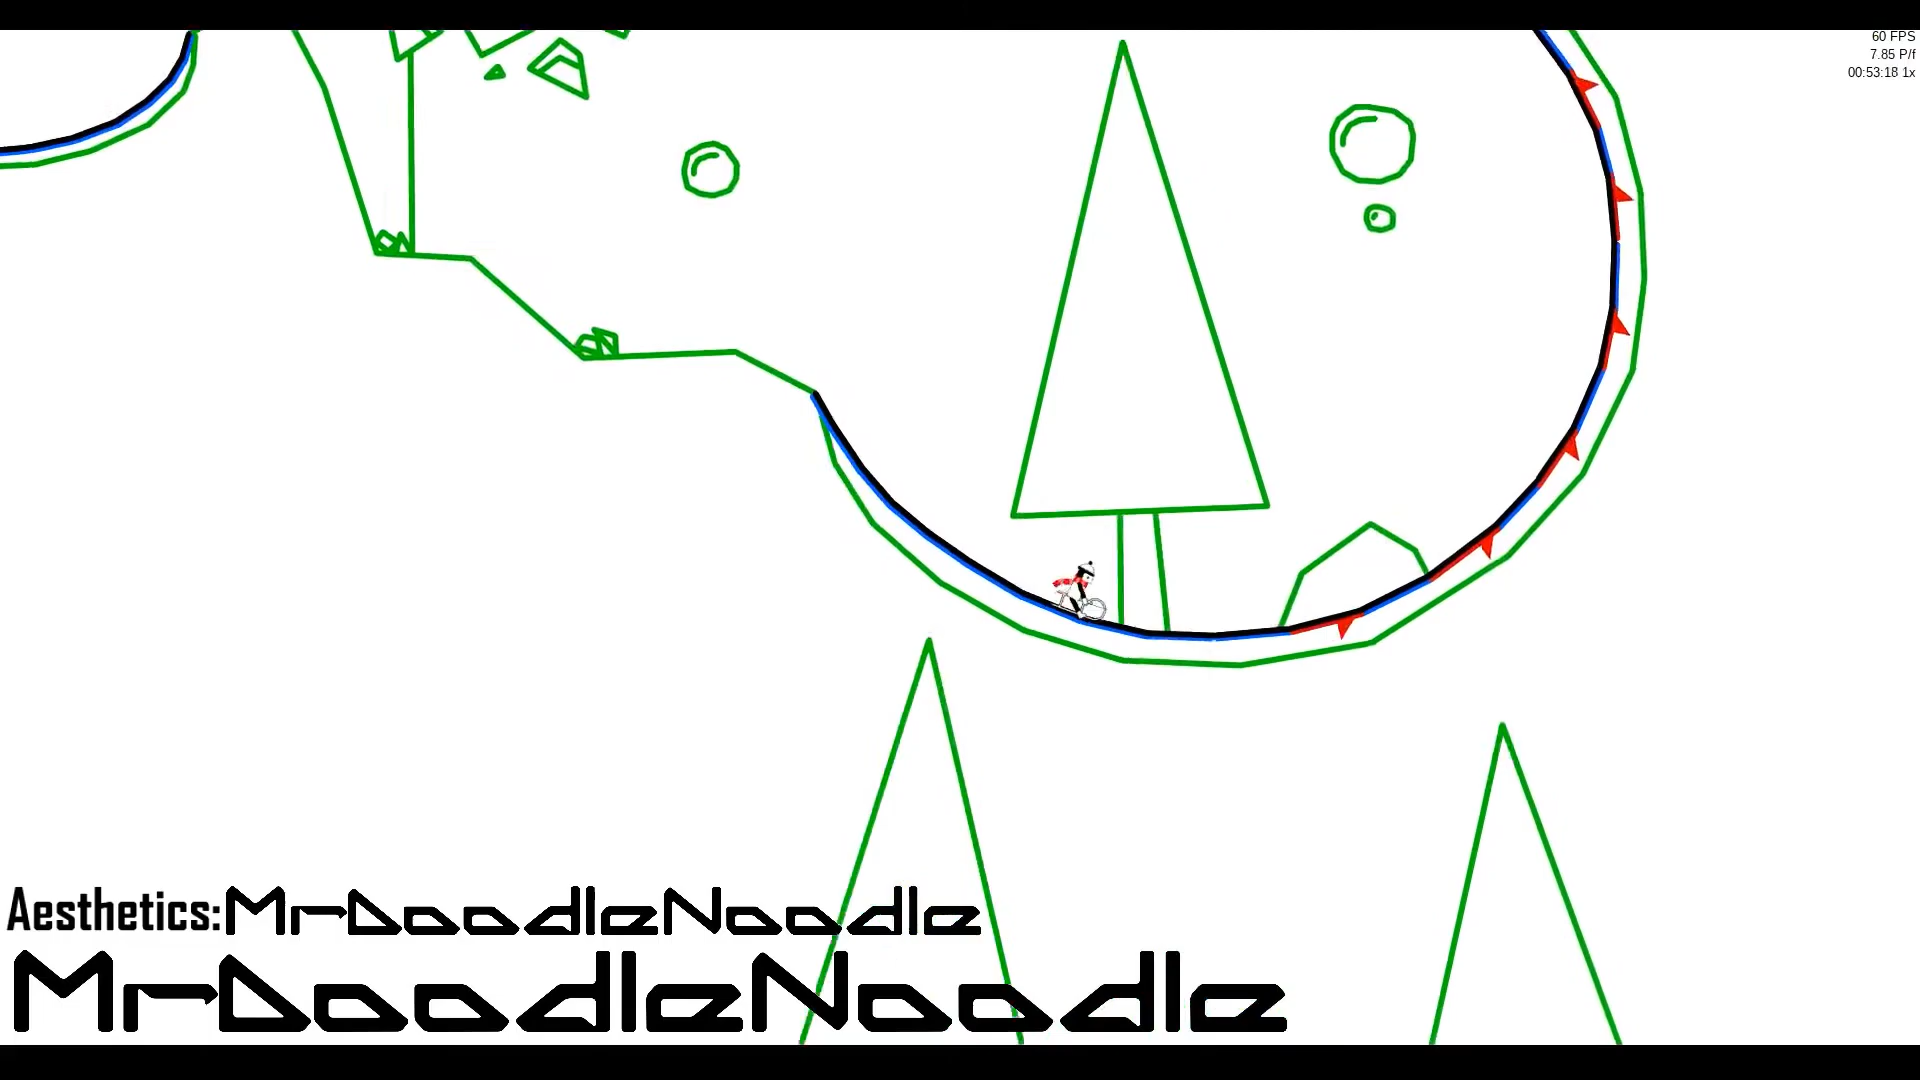 60 FPS
7.85 P/f
00:53:18 1x
Aesthetics:MrDoodleNoodle
MrDoodleNoodle